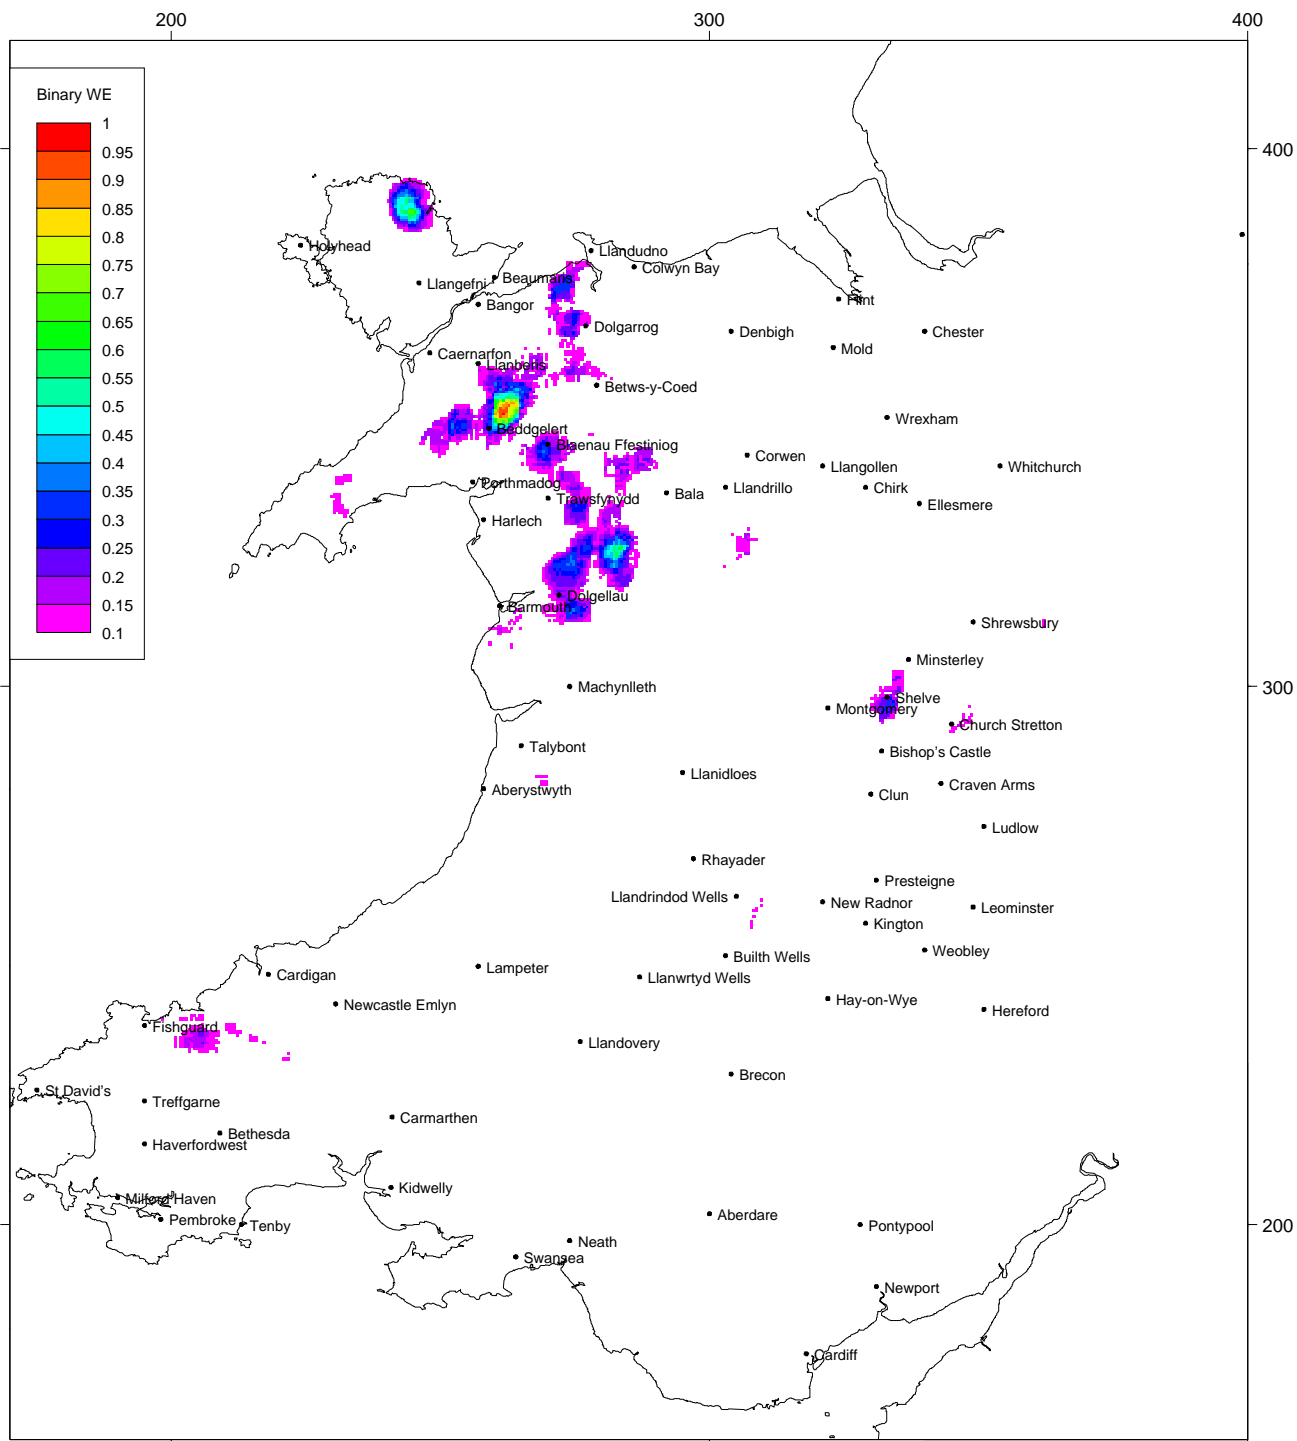 200
300
400
Binary WE
1
0.95
0.9
0.85
0.8
0.75
0.7
0.65
0.6
0.55
0.5
0.45
0.4
0.35
0.3
0.25
0.2
0.15
0.1
400
300
200
Holyhead
Llandudno
Colwyn Bay
Beaumaris
Llangefni
Flint
Bangor
Dolgarrog
Denbigh
Chester
Mold
Caernarfon
Llanberis
Betws-y-Coed
Wrexham
Beddgelert
Blaenau Ffestiniog
Corwen
Llangollen
Whitchurch
Porthmadog
Trawsfynydd
Bala
Llandrillo
Chirk
Ellesmere
Harlech
Dolgellau
Barmouth
Shrewsbury
Minsterley
Machynlleth
Shelve
Montgomery
Church Stretton
Talybont
Bishop's Castle
Llanidloes
Aberystwyth
Craven Arms
Clun
Ludlow
Rhayader
Presteigne
Llandrindod Wells
New Radnor
Leominster
Kington
Weobley
Builth Wells
Lampeter
Cardigan
Llanwrtyd Wells
Newcastle Emlyn
Hay-on-Wye
Hereford
Fishguard
Llandovery
Brecon
St David's
Treffgarne
Carmarthen
Bethesda
Haverfordwest
Kidwelly
Milford Haven
Pembroke
Tenby
Aberdare
Pontypool
Neath
Swansea
Newport
Cardiff